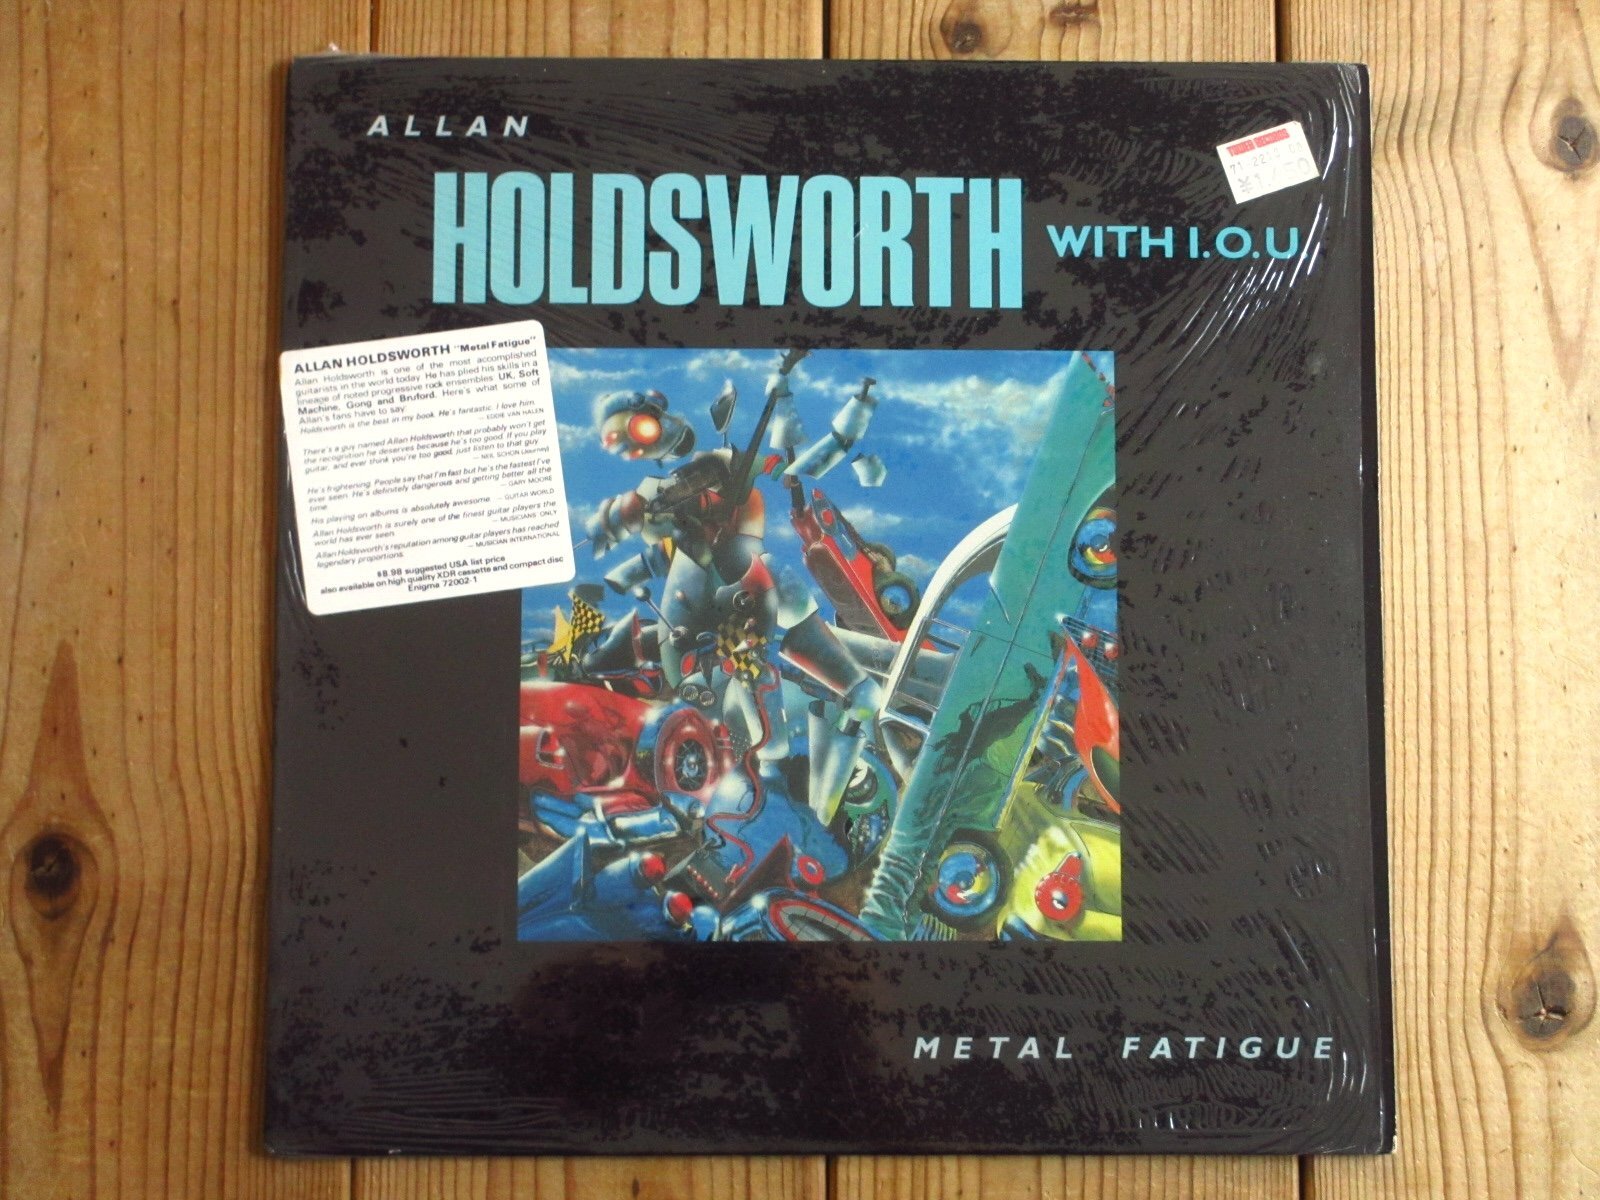 ALLAN
HOLDSWORTH
WITH I.O.U.
TOWER RECORDS
ALLAN HOLDSWORTH "Metal Fatigue"
Allan Holdsworth is one of the most accomplished
guitarists in the world today. He has plied his skills in a
lineage of noted progressive rock ensembles UK, Soft
Machine, Gong and Bruford. Here's what some of
Allan's fans have to say
Holdsworth is the best in my book. He's fantastic. I love him.
— EDDIE VAN HALEN
There's a guy named Allan Holdsworth that probably won't get
the recognition he deserves because he's too good. If you play
guitar, and ever think you're too good, just listen to that guy.
— NEIL SCHON (Journey)
He's frightening. People say that I'm fast but he's the fastest I've
ever seen. He's definitely dangerous and getting better all the
time.
— GARY MOORE
His playing on albums is absolutely awesome. — GUITAR WORLD
Allan Holdsworth is surely one of the finest guitar players the
world has ever seen.
— MUSICIANS ONLY
Allan Holdsworth's reputation among guitar players has reached
legendary proportions.
— MUSICIAN INTERNATIONAL
$8.98 suggested USA list price
also available on high quality XDR cassette and compact disc
Enigma 72002-1
METAL FATIGUE